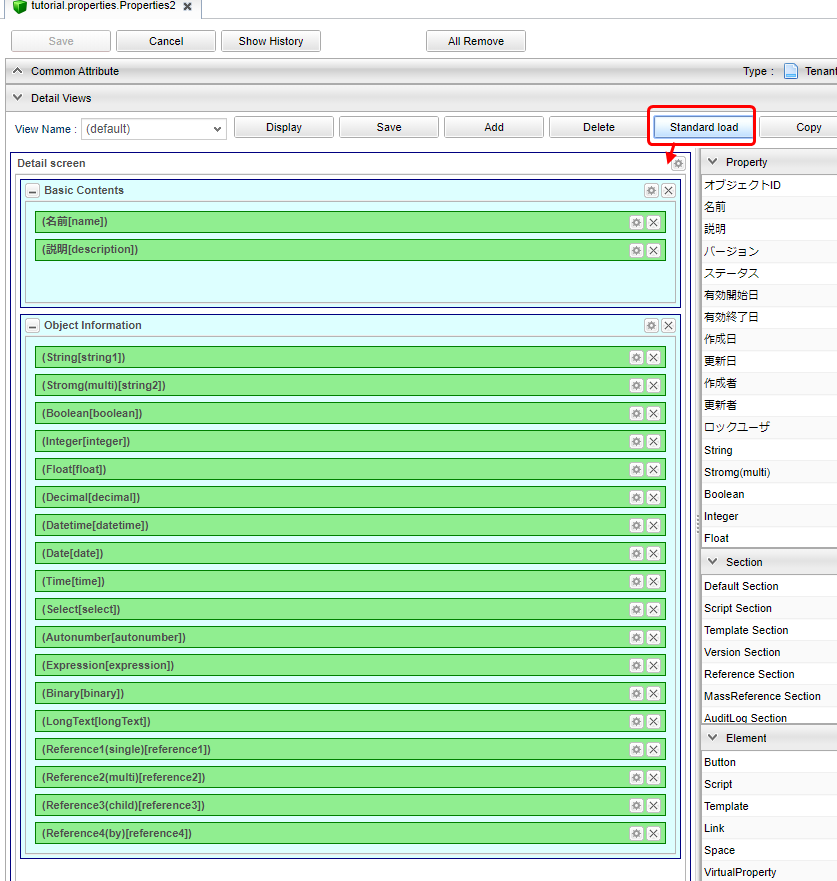 tutorial.properties.Properties2
Save Cancel Show History All Remove
Common Attribute Type : Tenant
Detail Views
View Name : (default) Display Save Add Delete Standard load Copy
Detail screen
Basic Contents
(名前[name])
(説明[description])
Object Information
(String[string1])
(Stromg(multi)[string2])
(Boolean[boolean])
(Integer[integer])
(Float[float])
(Decimal[decimal])
(Datetime[datetime])
(Date[date])
(Time[time])
(Select[select])
(Autonumber[autonumber])
(Expression[expression])
(Binary[binary])
(LongText[longText])
(Reference1(single)[reference1])
(Reference2(multi)[reference2])
(Reference3(child)[reference3])
(Reference4(by)[reference4])
Property
オブジェクトID
名前
説明
バージョン
ステータス
有効開始日
有効終了日
作成日
更新日
作成者
更新者
ロックユーザ
String
Stromg(multi)
Boolean
Integer
Float
Section
Default Section
Script Section
Template Section
Version Section
Reference Section
MassReference Section
AuditLog Section
Element
Button
Script
Template
Link
Space
VirtualProperty